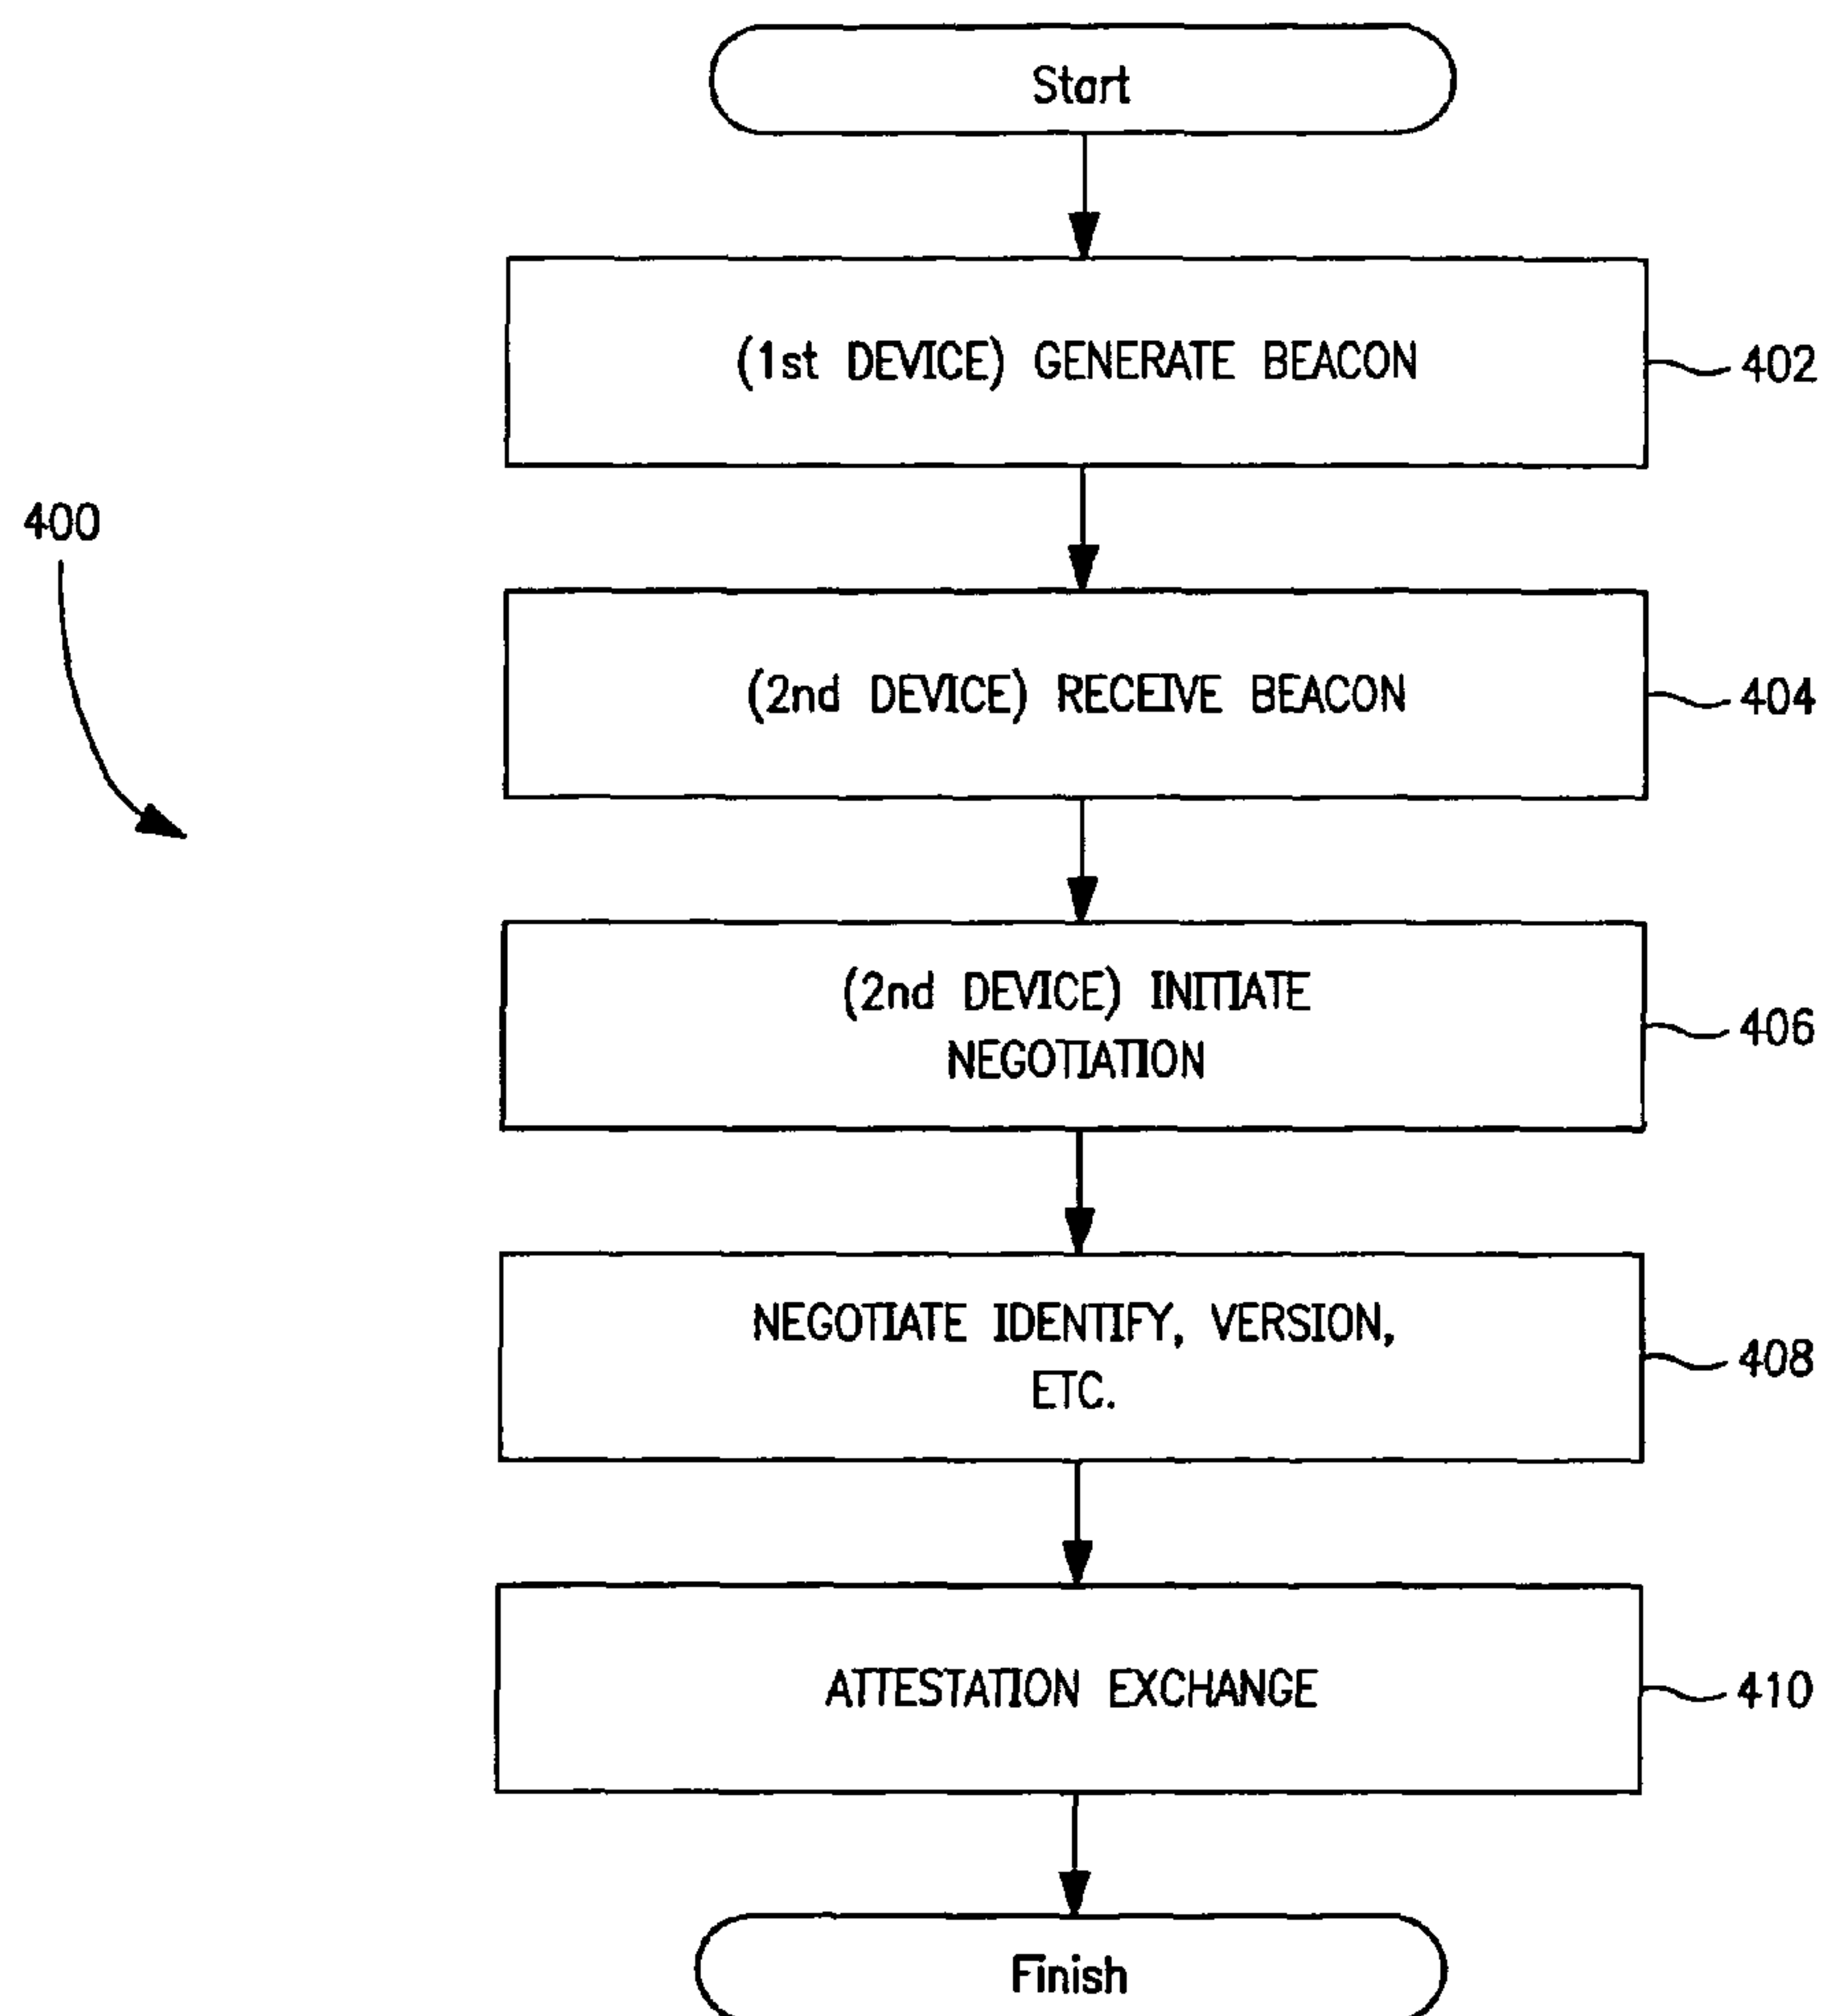 Start
(1st DEVICE) GENERATE BEACON
402
400
(2nd DEVICE) RECEIVE BEACON
404
(2nd DEVICE) INITIATE
NEGOTIATION
406
NEGOTIATE IDENTIFY, VERSION,
ETC.
408
ATTESTATION EXCHANGE
410
Finish